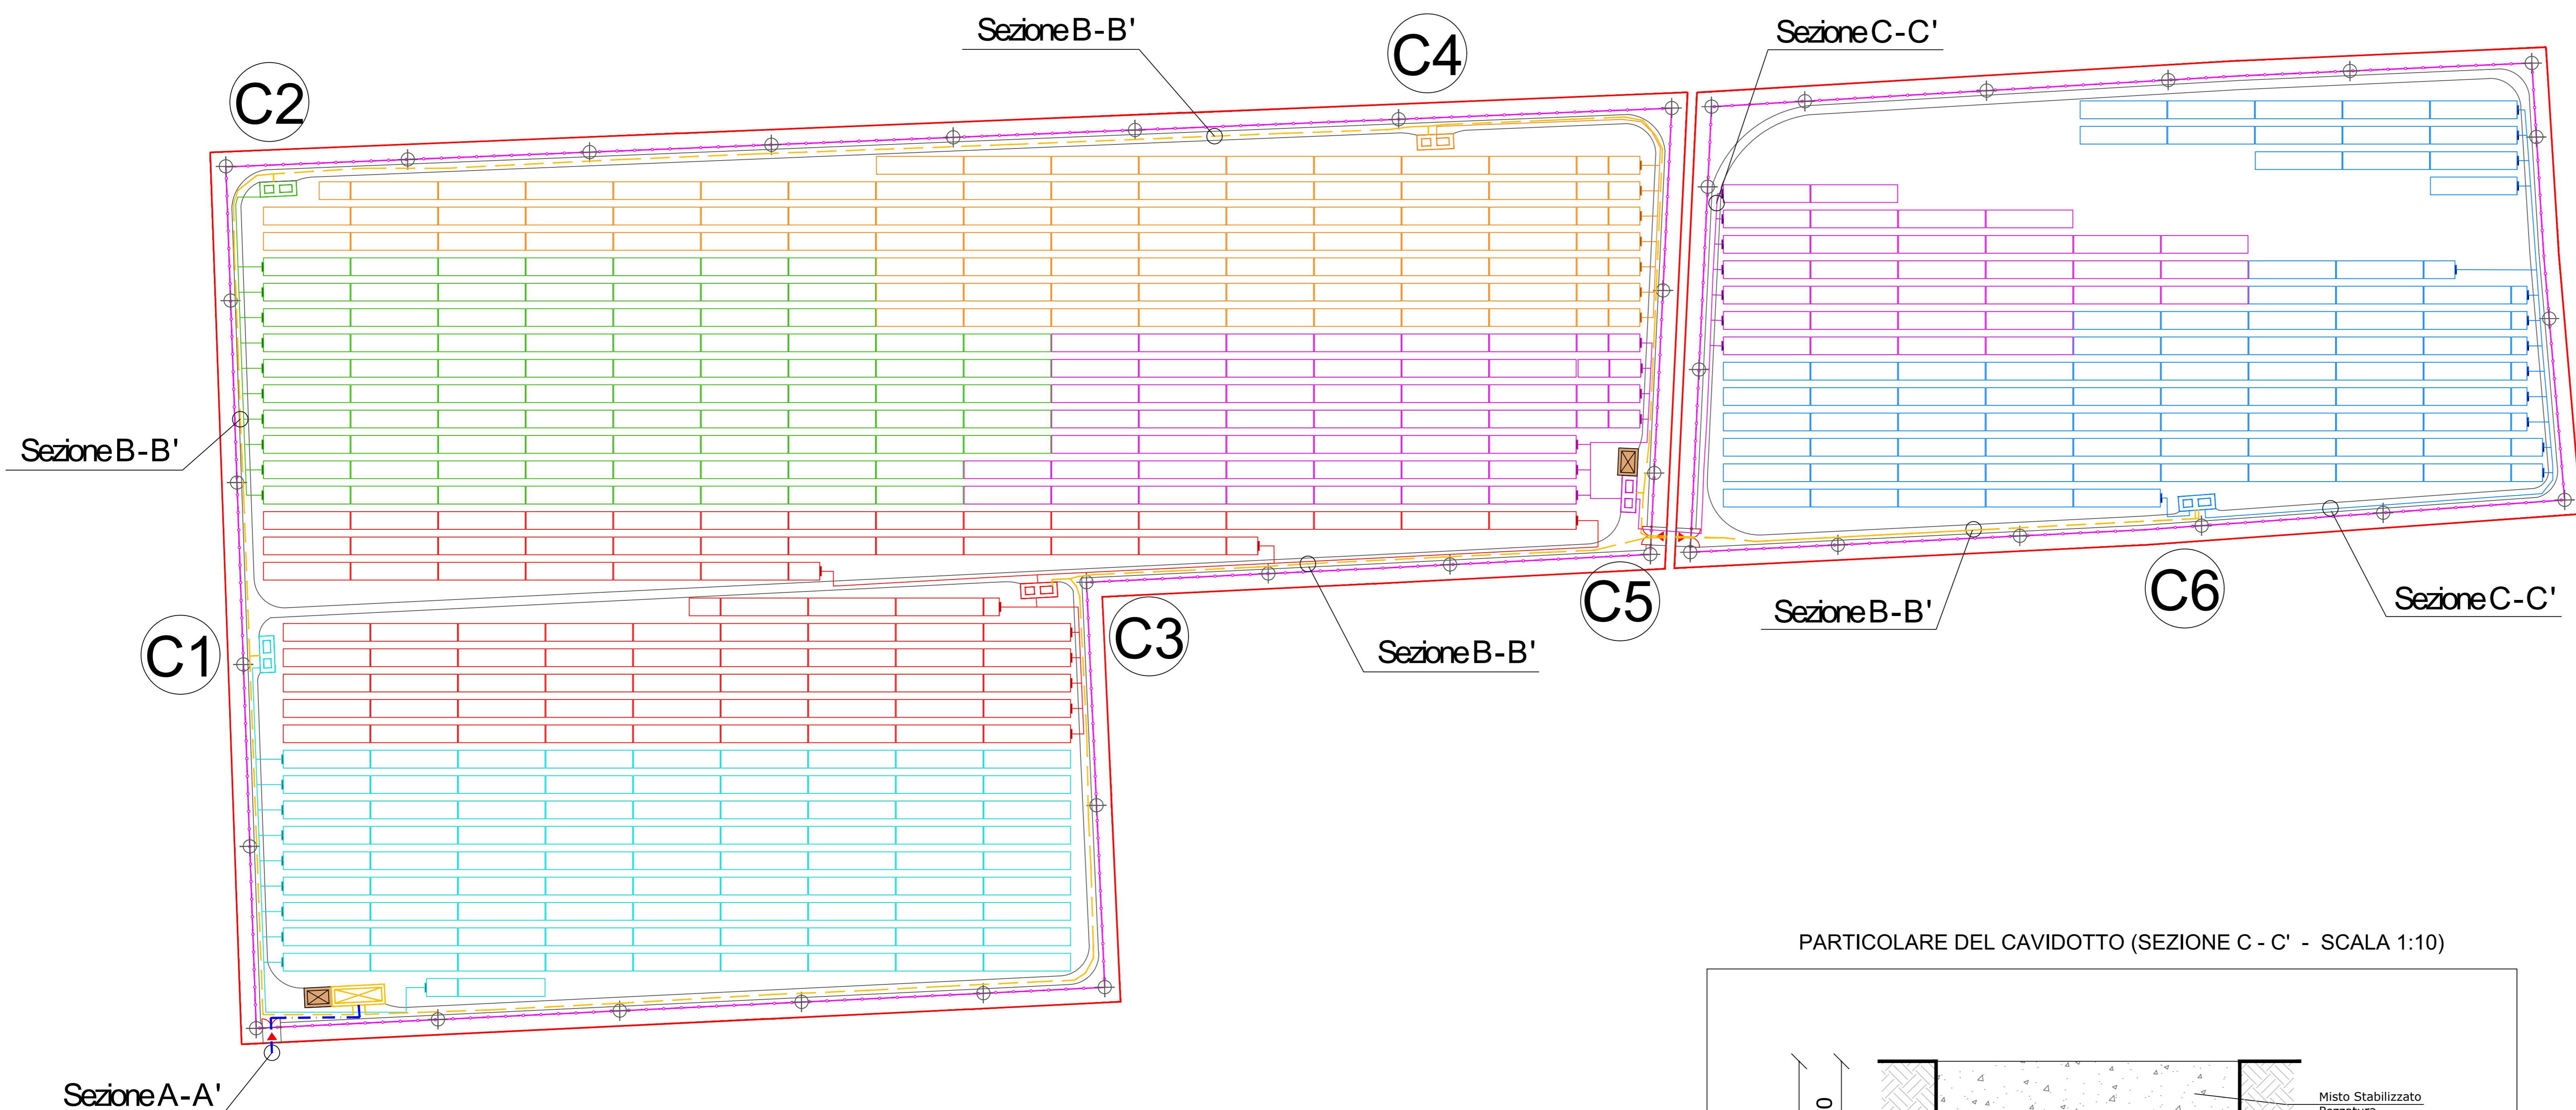 Sezione B-B'
C4
Sezione C-C'
C2
Sezione B-B'
C1
C3
C5
C6
Sezione B-B'
Sezione B-B'
Sezione C-C'
PARTICOLARE DEL CAVIDOTTO (SEZIONE C - C' - SCALA 1:10)
Sezione A-A'
Misto Stabilizzato
0